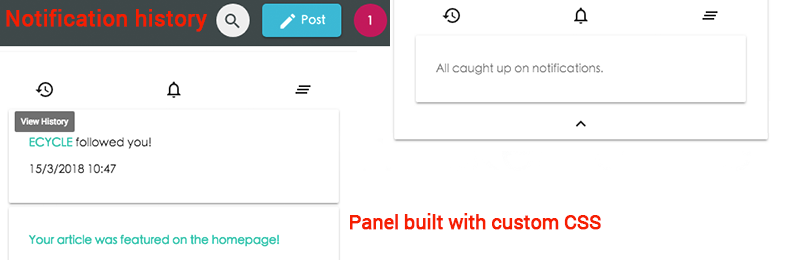 Notification history
Post
1
View History
ECYCLE followed you!
15/3/2018 10:47
Your article was featured on the homepage!
All caught up on notifications.
Panel built with custom CSS